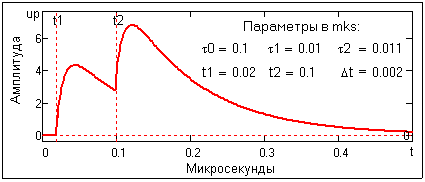 up
t1 t2
Параметры в mks:
τ0 = 0.1 τ1 = 0.01 τ2 = 0.011
t1 = 0.02 t2 = 0.1 Δt = 0.002
Амплитуда
6
4
2
0
0
0 0.1 0.2 0.3 0.4 t
Микросекунды